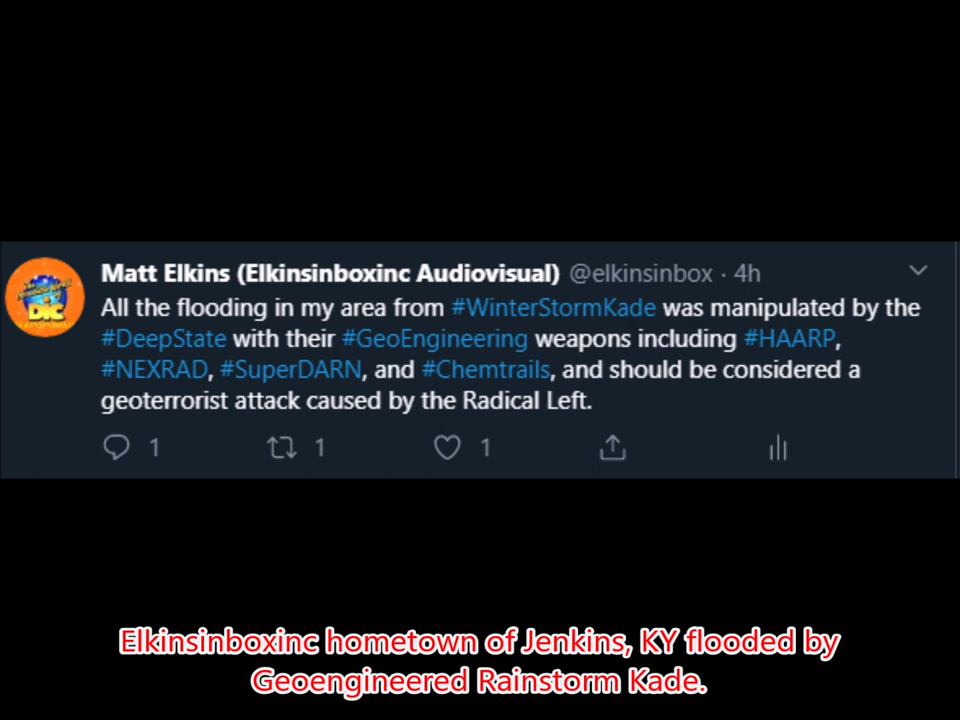 Matt Elkins (Elkinsinboxinc Audiovisual) @elkinsinbox · 4h
All the flooding in my area from #WinterStormKade was manipulated by the
#DeepState with their #GeoEngineering weapons including #HAARP,
#NEXRAD, #SuperDARN, and #Chemtrails, and should be considered a
geoterrorist attack caused by the Radical Left.
1 1 1
DIC
Elkinsinboxinc hometown of Jenkins, KY flooded by
Geoengineered Rainstorm Kade.